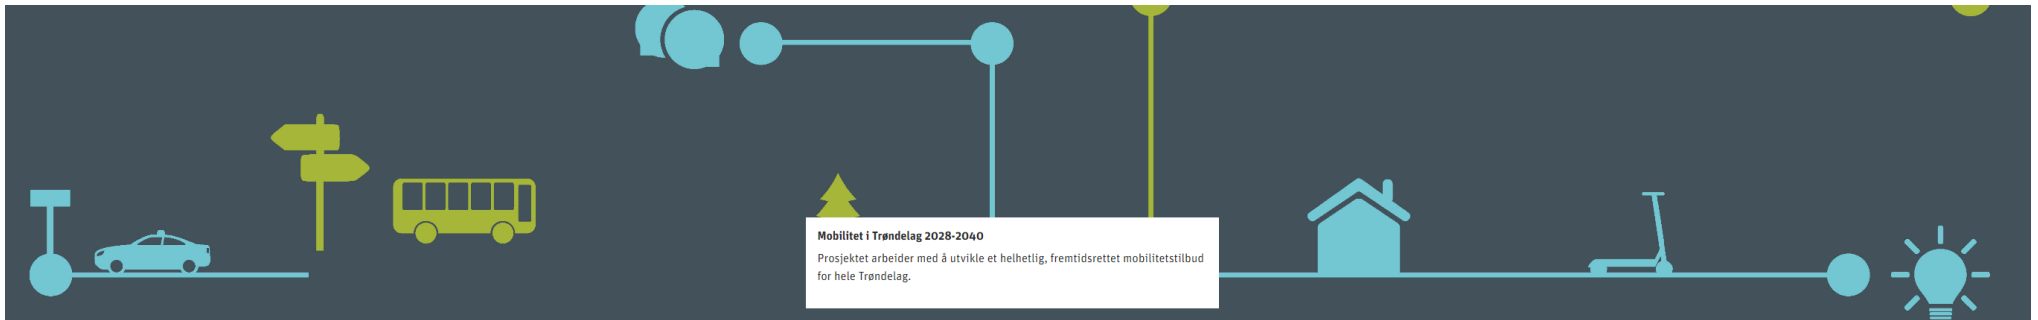 Mobilitet i Trøndelag 2028-2040
Prosjektet arbeider med å utvikle et helhetlig, fremtidsrettet mobilitetstilbud
for hele Trøndelag.